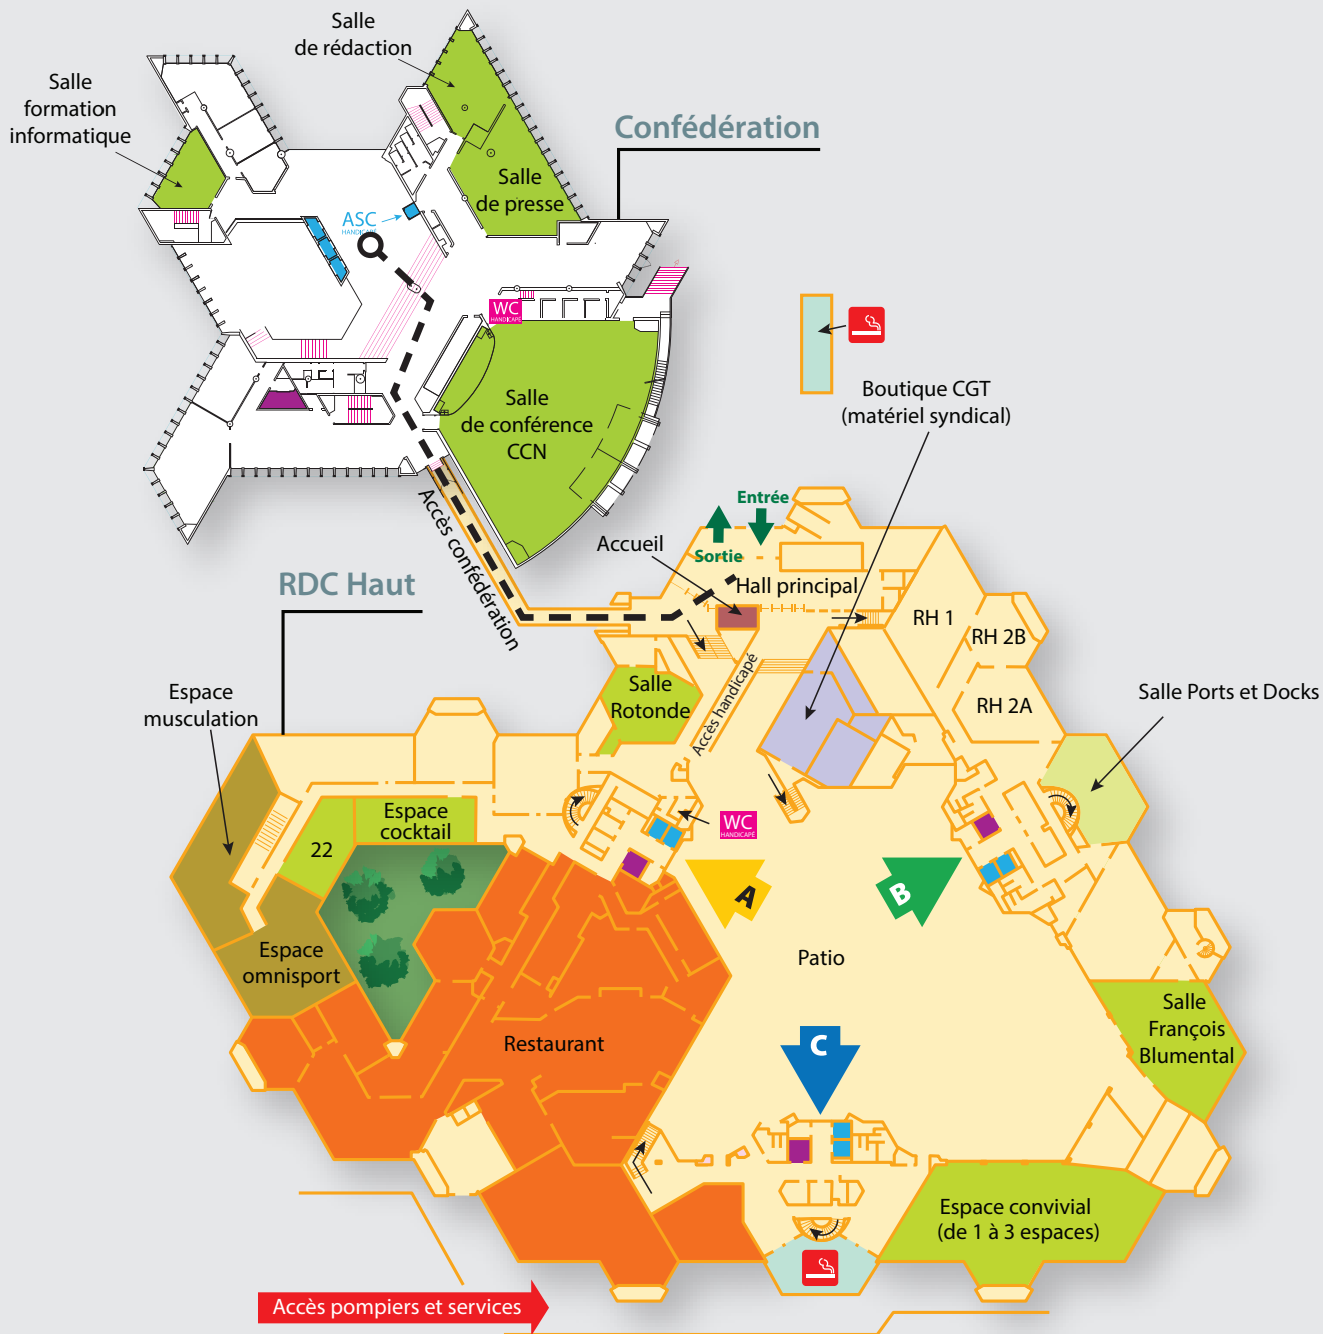 Salle
de rédaction
Salle
formation
informatique
Confédération
Salle
de presse
ASC
HANDICAPÉ
WC
HANDICAPÉ
Boutique CGT
(matériel syndical)
Salle
de conférence
CCN
Accès confédération
Entrée
Sortie
Accueil
Hall principal
RDC Haut
RH 1
RH 2B
RH 2A
Salle
Rotonde
Accès handicapé
Espace
musculation
Salle Ports et Docks
Espace
cocktail
22
WC
HANDICAPÉ
A
B
Espace
omnisport
Patio
Restaurant
C
Salle
François
Blumental
Espace convivial
(de 1 à 3 espaces)
Accès pompiers et services